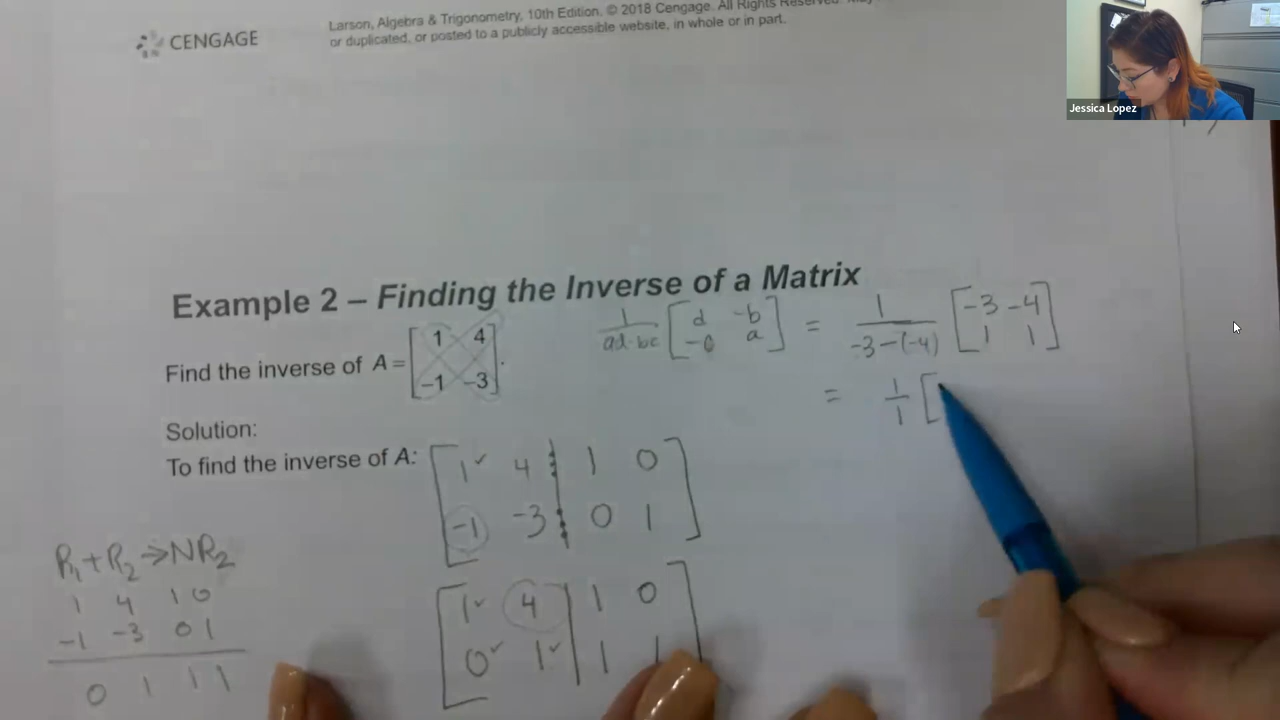 CENGAGE
Larson, Algebra & Trigonometry, 10th Edition. © 2018 Cengage. All Rights Reserved. May
or duplicated, or posted to a publicly accessible website, in whole or in part.
Jessica Lopez
Example 2 – Finding the Inverse of a Matrix
Find the inverse of A = [1 4
-1 -3].
1/ad-bc [d -b
-c a] = 1/-3-(-4) [-3 -4
1 1]
= 1/1 [
Solution:
To find the inverse of A:
[1 ✓ 4 | 1 0
-1 -3 | 0 1]
R₁+R₂→NR₂
1 4 1 0
-1 -3 0 1
0 1 1 1
[1 ✓ 4 | 1 0
0 ✓ 1 ✓ | 1 1]